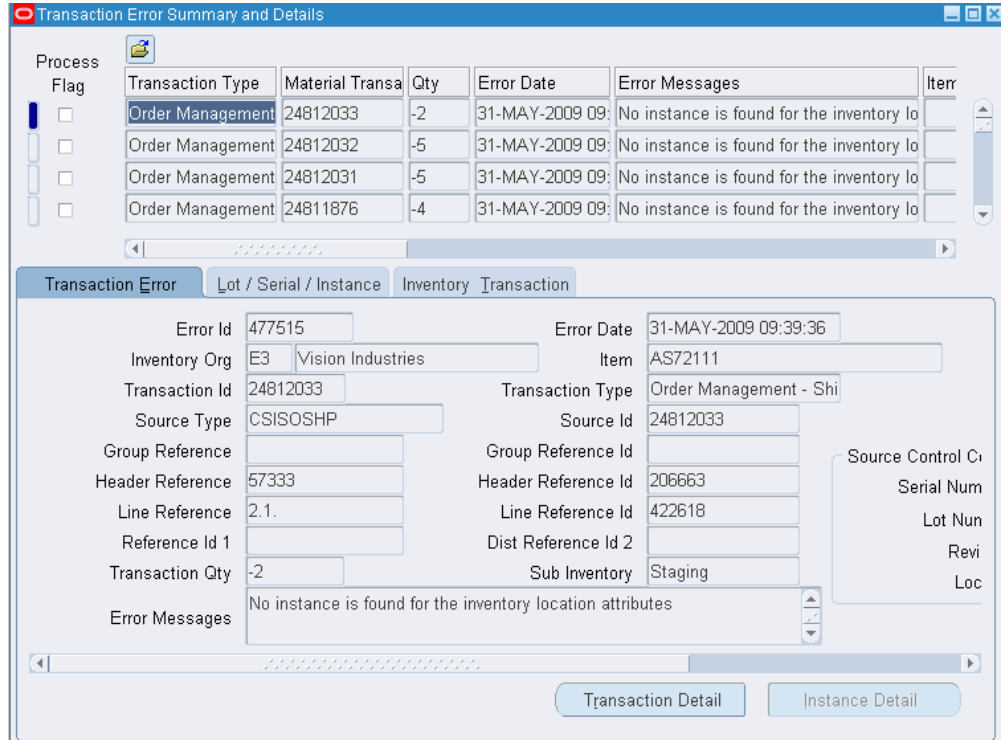 Transaction Error Summary and Details
Process Flag
Transaction Type Material Transa Qty Error Date Error Messages Item
Order Management 24812033 -2 31-MAY-2009 09: No instance is found for the inventory lo
Order Management 24812032 -5 31-MAY-2009 09: No instance is found for the inventory lo
Order Management 24812031 -5 31-MAY-2009 09: No instance is found for the inventory lo
Order Management 24811876 -4 31-MAY-2009 09: No instance is found for the inventory lo
Transaction Error Lot / Serial / Instance Inventory Transaction
Error Id 477515 Error Date 31-MAY-2009 09:39:36
Inventory Org E3 Vision Industries Item AS72111
Transaction Id 24812033 Transaction Type Order Management - Shi
Source Type CSISOSHP Source Id 24812033
Group Reference Group Reference Id Source Control C
Header Reference 57333 Header Reference Id 206663 Serial Num
Line Reference 2.1. Line Reference Id 422618 Lot Nun
Reference Id 1 Dist Reference Id 2 Revi
Transaction Qty -2 Sub Inventory Staging Loc
Error Messages No instance is found for the inventory location attributes
Transaction Detail Instance Detail